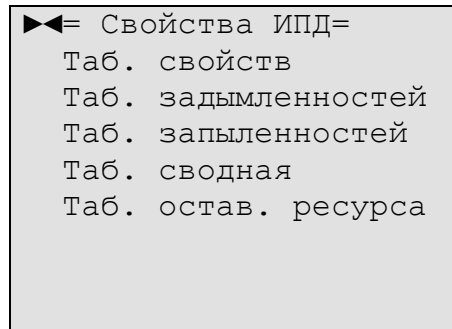 ►◄= Свойства ИПД=
Таб. свойств
Таб. задымленностей
Таб. запыленностей
Таб. сводная
Таб. остав. ресурса